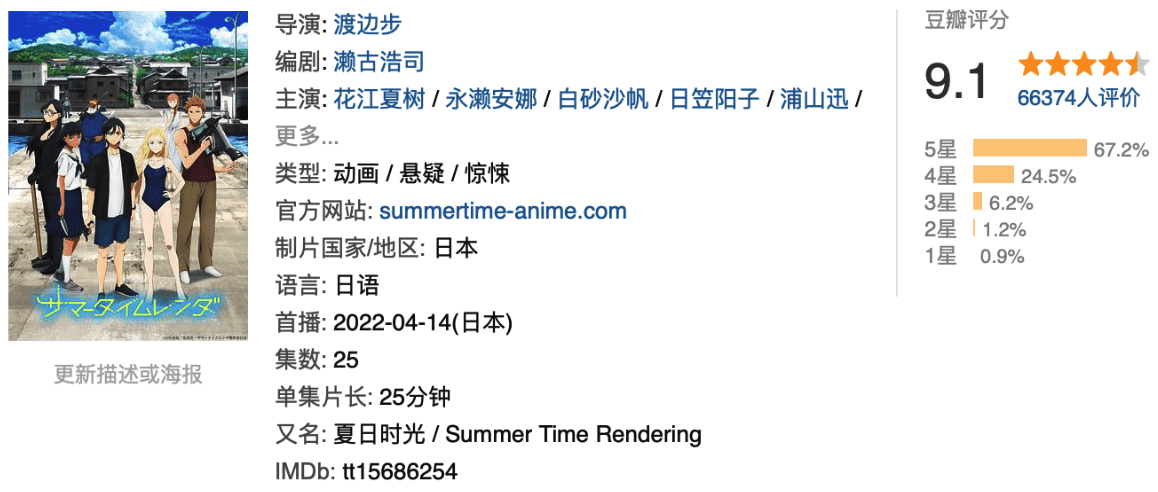 导演: 渡边步
编剧: 濑古浩司
主演: 花江夏树 / 永濑安娜 / 白砂沙帆 / 日笠阳子 / 浦山迅 /
更多...
类型: 动画 / 悬疑 / 惊悚
官方网站: summertime-anime.com
制片国家/地区: 日本
语言: 日语
首播: 2022-04-14(日本)
集数: 25
单集片长: 25分钟
又名: 夏日时光 / Summer Time Rendering
IMDb: tt15686254
サマータイムレンダ
更新描述或海报
豆瓣评分
9.1
66374人评价
5星 67.2%
4星 24.5%
3星 6.2%
2星 1.2%
1星 0.9%